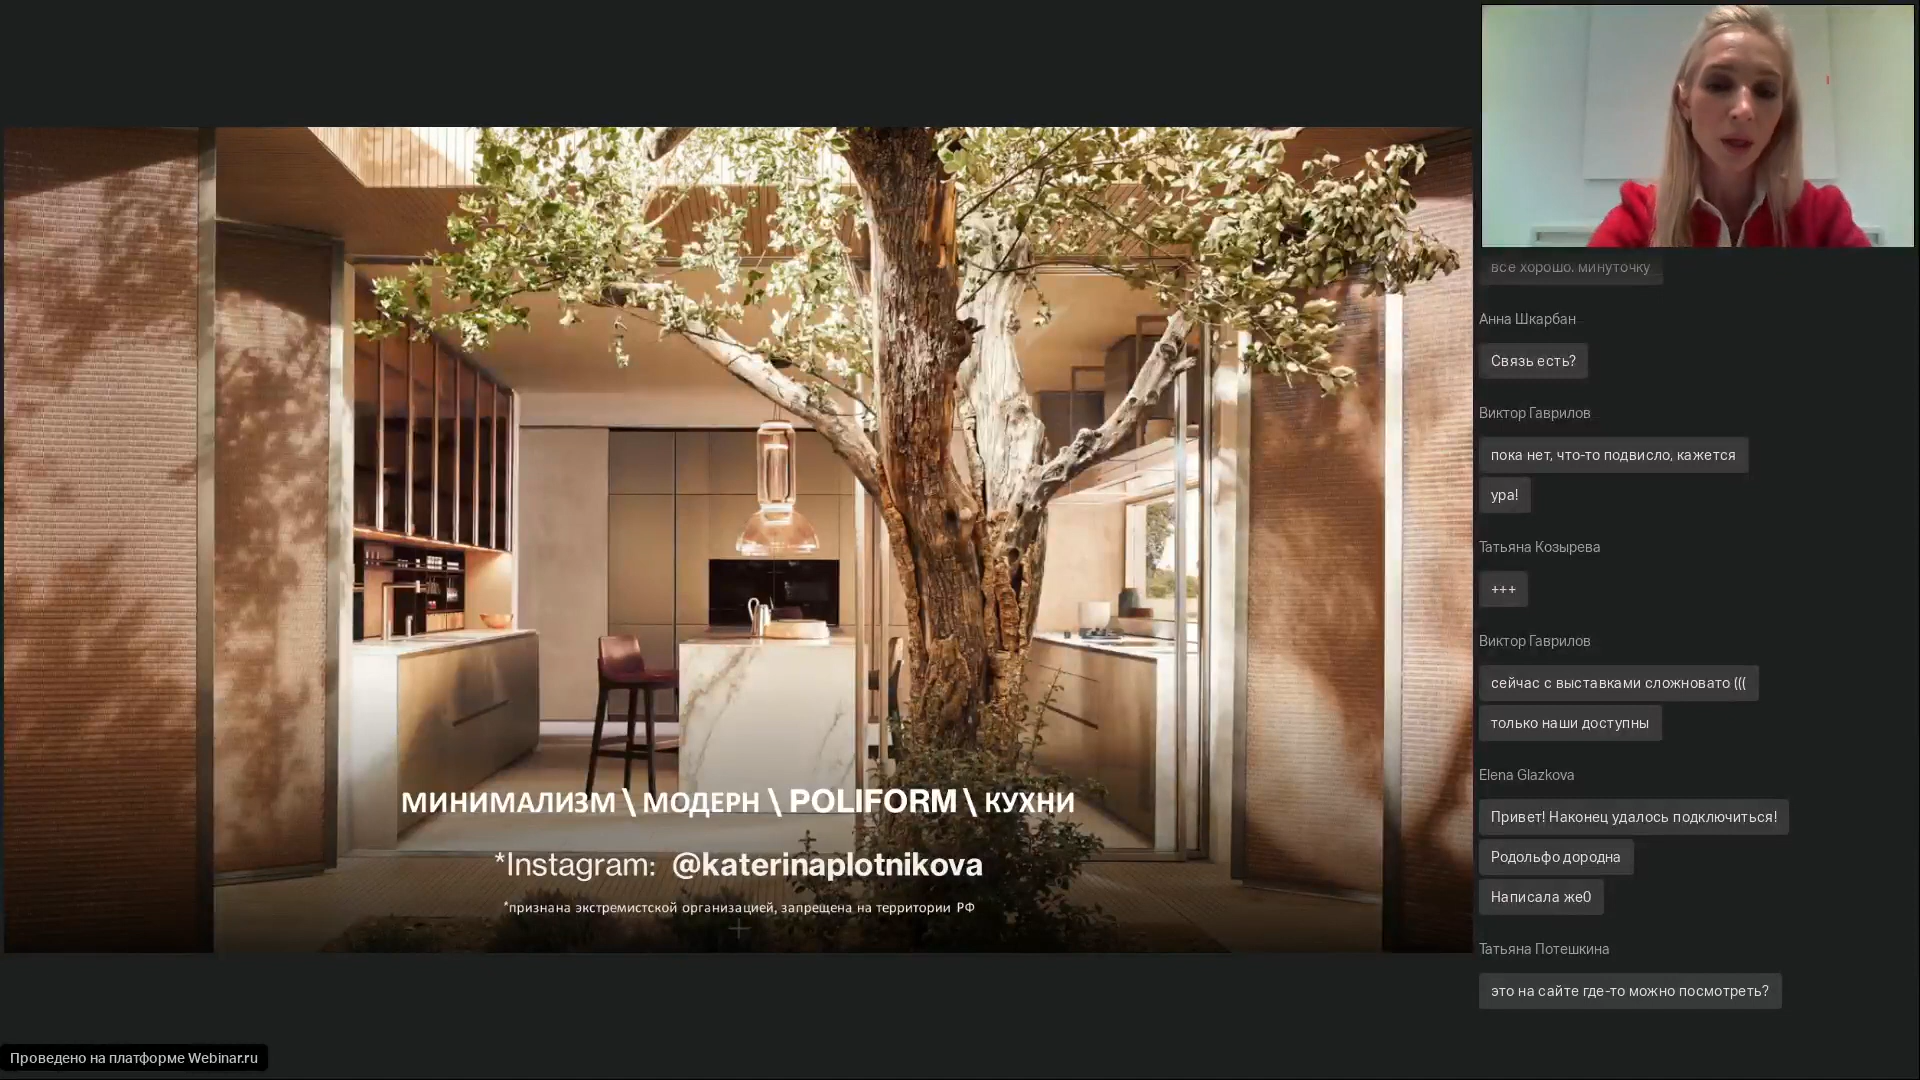 МИНИМАЛИЗМ \ МОДЕРН \ POLIFORM \ КУХНИ
*Instagram: @katerinaplotnikova
*признана экстремистской организацией, запрещена на территории РФ
Проведено на платформе Webinar.ru
все хорошо. минуточку
Анна Шкарбан
Связь есть?
Виктор Гаврилов
пока нет, что-то подвисло, кажется
ура!
Татьяна Козырева
+++
Виктор Гаврилов
сейчас с выставками сложновато (((
только наши доступны
Elena Glazkova
Привет! Наконец удалось подключиться!
Родольфо дородна
Написала же0
Татьяна Потешкина
это на сайте где-то можно посмотреть?